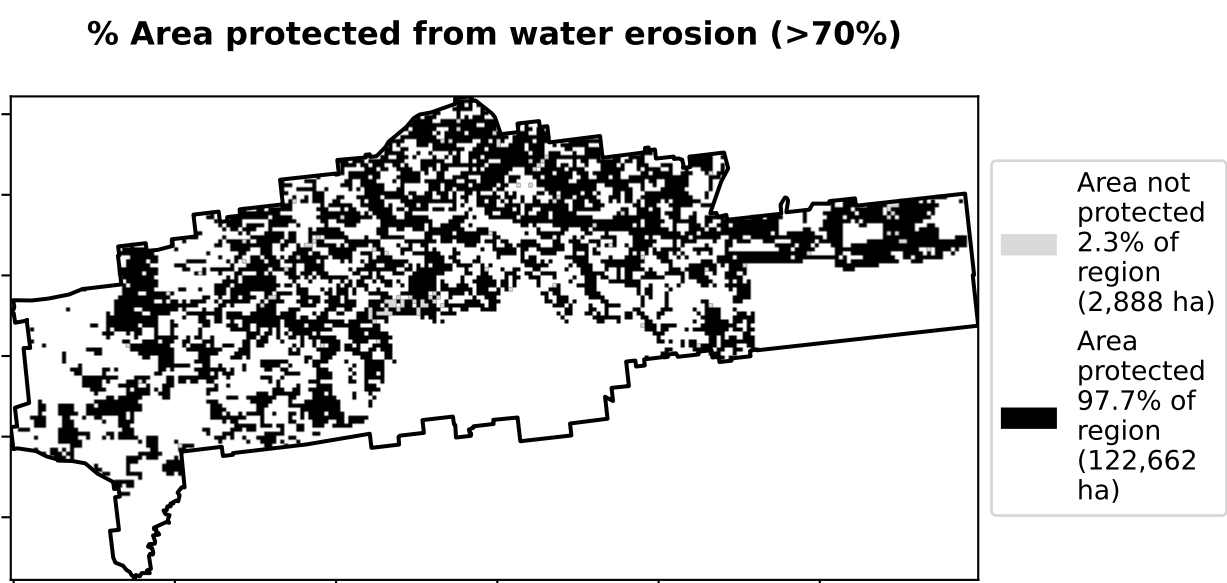 % Area protected from water erosion (>70%)
Area not
protected
2.3% of
region
(2,888 ha)
Area
protected
97.7% of
region
(122,662
ha)